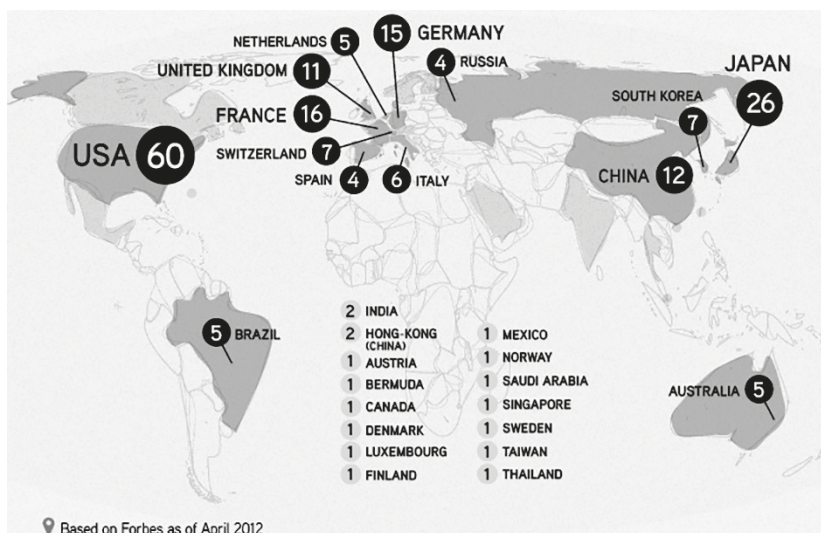 NETHERLANDS 5
15 GERMANY
4 RUSSIA
UNITED KINGDOM 11
JAPAN
26
FRANCE 16
SOUTH KOREA
7
USA 60
SWITZERLAND 7
SPAIN 4
6 ITALY
CHINA 12
5 BRAZIL
AUSTRALIA 5
2 INDIA
2 HONG-KONG
(CHINA)
1 AUSTRIA
1 BERMUDA
1 CANADA
1 DENMARK
1 LUXEMBOURG
1 FINLAND
1 MEXICO
1 NORWAY
1 SAUDI ARABIA
1 SINGAPORE
1 SWEDEN
1 TAIWAN
1 THAILAND
Based on Forbes as of April 2012